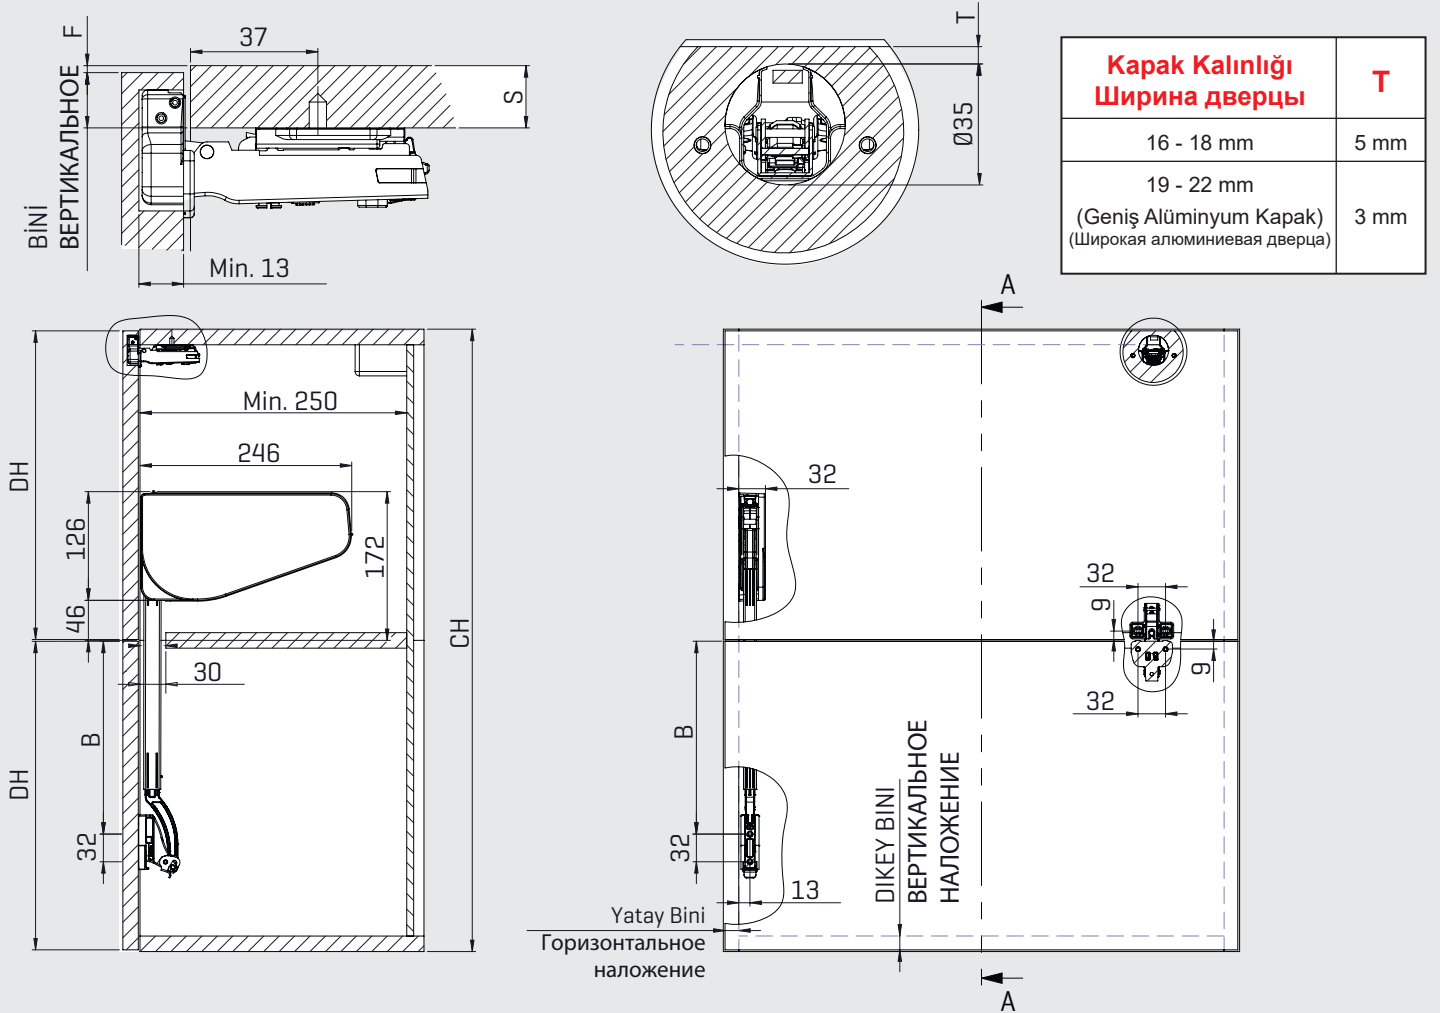 F
BİNİ
ВЕРТИКАЛЬНОЕ
37
S
Min. 13
T
Ø35
Kapak Kalınlığı
Ширина дверцы
T
16 - 18 mm
5 mm
19 - 22 mm
(Geniş Alüminyum Kapak)
(Широкая алюминиевая дверца)
3 mm
DH
Min. 250
246
126
172
46
CH
30
B
DH
32
A
32
32
9
9
32
B
32
13
DIKEY BINI
ВЕРТИКАЛЬНОЕ
НАЛОЖЕНИЕ
Yatay Bini
Горизонтальное
наложение
A